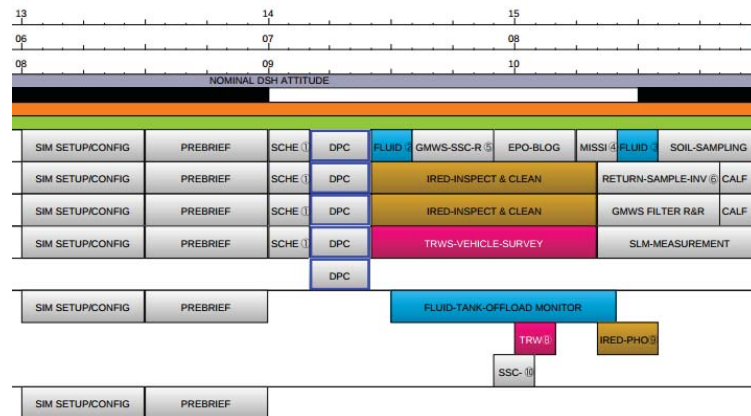 13 14 15
06 07 08
08 09 10
NOMINAL DSH ATTITUDE
SIM SETUP/CONFIG PREBRIEF SCHE ① DPC FLUID ② GMWS-SSC-R ⑤ EPO-BLOG MISSI ④ FLUID ③ SOIL-SAMPLING
SIM SETUP/CONFIG PREBRIEF SCHE ① DPC IRED-INSPECT & CLEAN RETURN-SAMPLE-INV ⑥ CALF
SIM SETUP/CONFIG PREBRIEF SCHE ① DPC IRED-INSPECT & CLEAN GMWS FILTER R&R CALF
SIM SETUP/CONFIG PREBRIEF SCHE ① DPC TRWS-VEHICLE-SURVEY SLM-MEASUREMENT
DPC
SIM SETUP/CONFIG PREBRIEF FLUID-TANK-OFFLOAD MONITOR
TRW ⑧ IRED-PHO ⑨
SSC- ⑩
SIM SETUP/CONFIG PREBRIEF